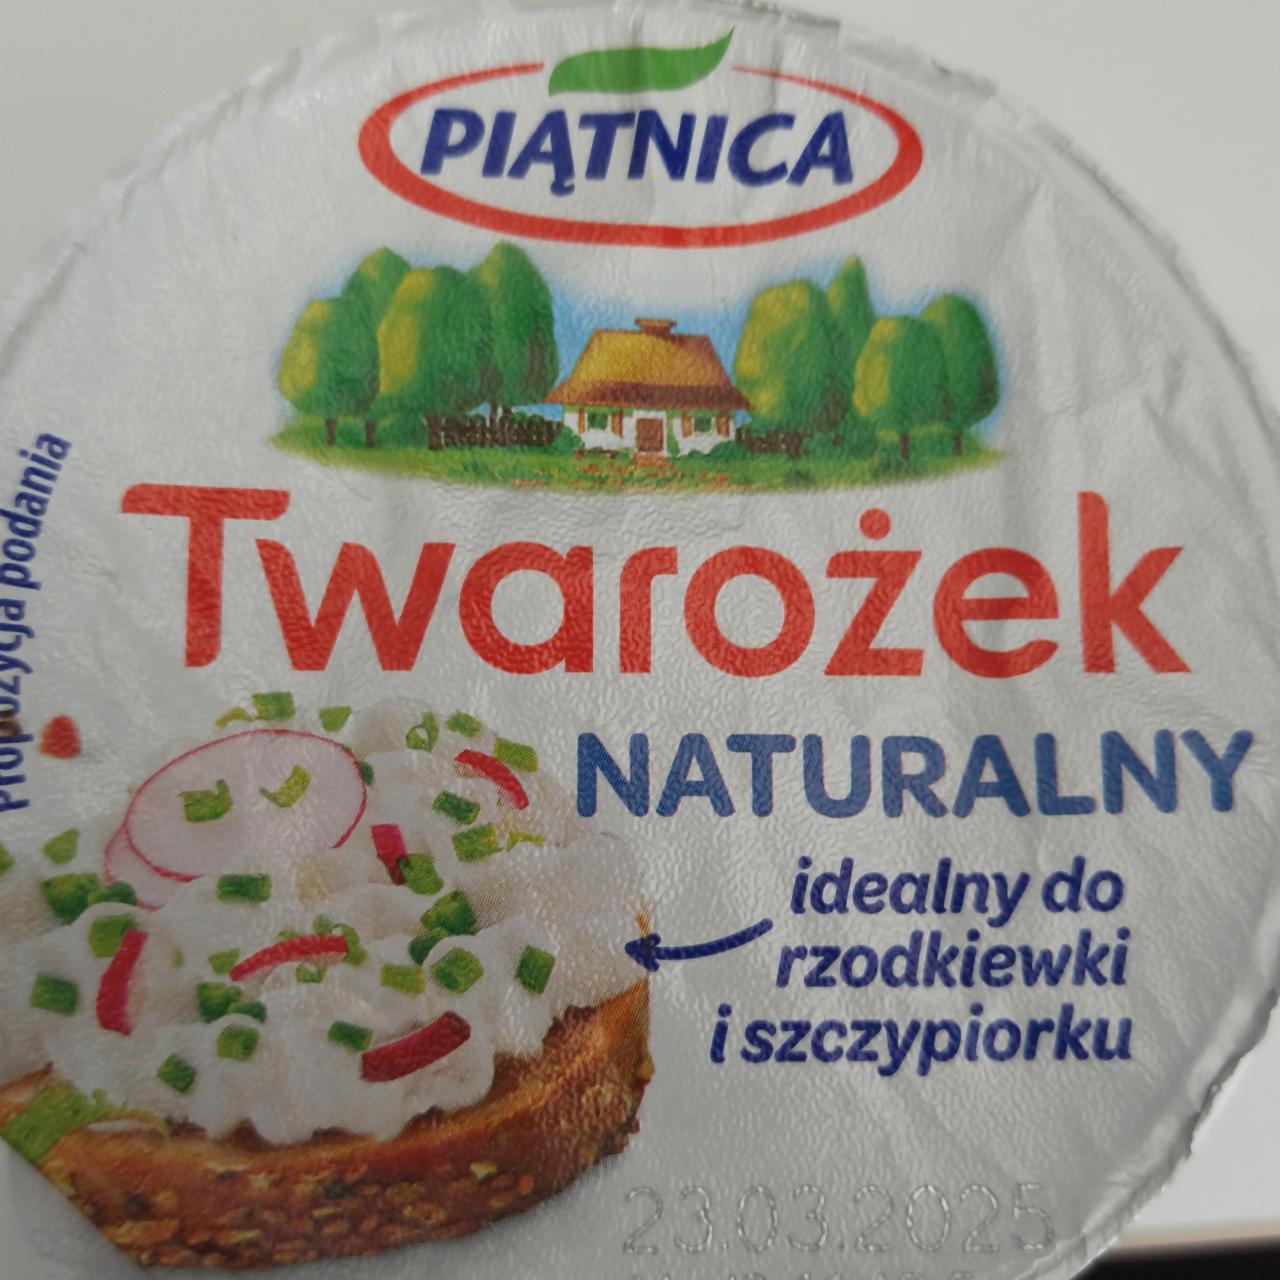 PIĄTNICA
Twarożek
NATURALNY
idealny do
rzodkiewki
i szczypiorku
Propozycja podania
23.03.2025